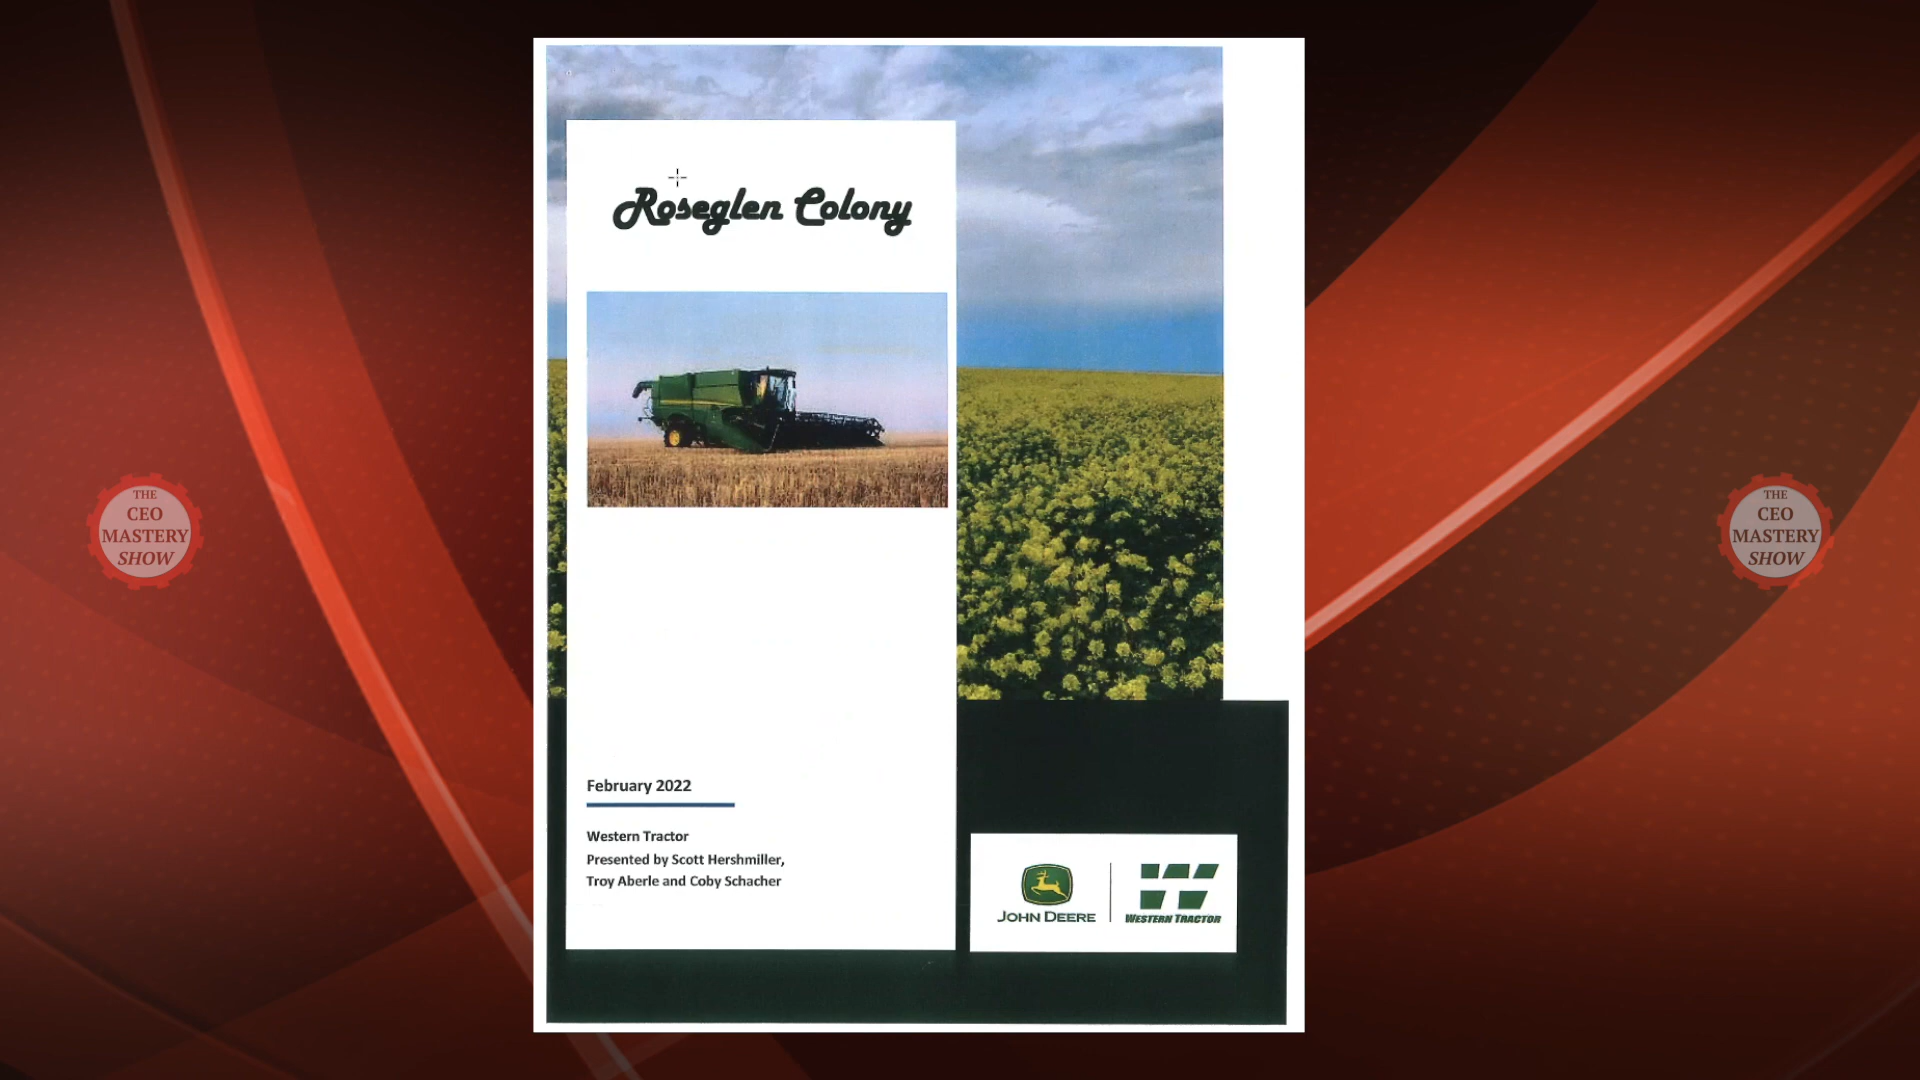 Roseglen Colony
February 2022
Western Tractor
Presented by Scott Hershmiller,
Troy Aberle and Coby Schacher
JOHN DEERE
WESTERN TRACTOR
THE
CEO
MASTERY
SHOW
THE
CEO
MASTERY
SHOW